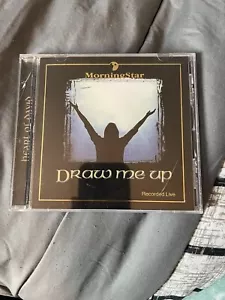 MorningStar
Draw me up
Recorded Live
HEART OF DAVID